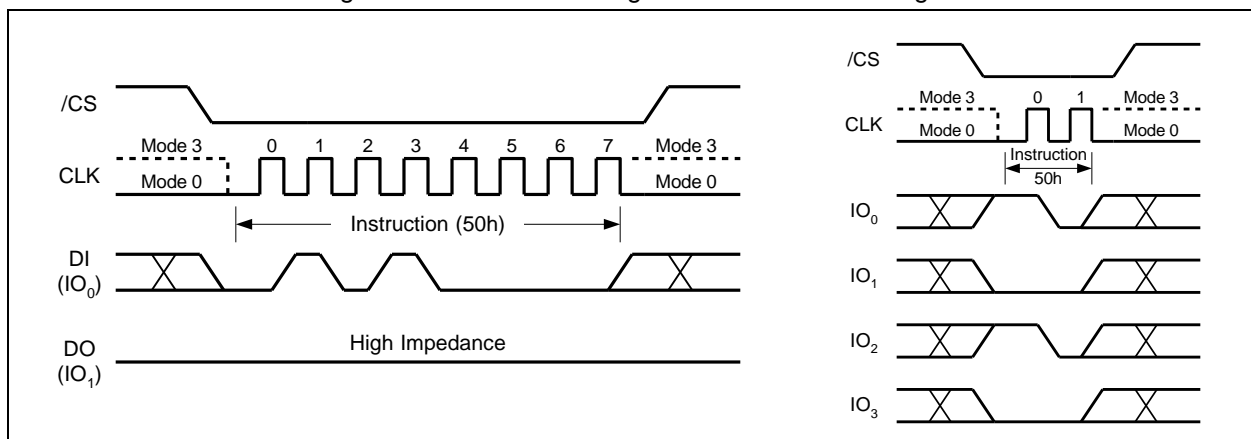 /CS
Mode 3 0 1 2 3 4 5 6 7 Mode 3
CLK
Mode 0 Mode 0
Instruction (50h)
DI
(IO0)
High Impedance
DO
(IO1)
/CS
Mode 3 0 1 Mode 3
CLK
Mode 0 Mode 0
Instruction
50h
IO0
IO1
IO2
IO3